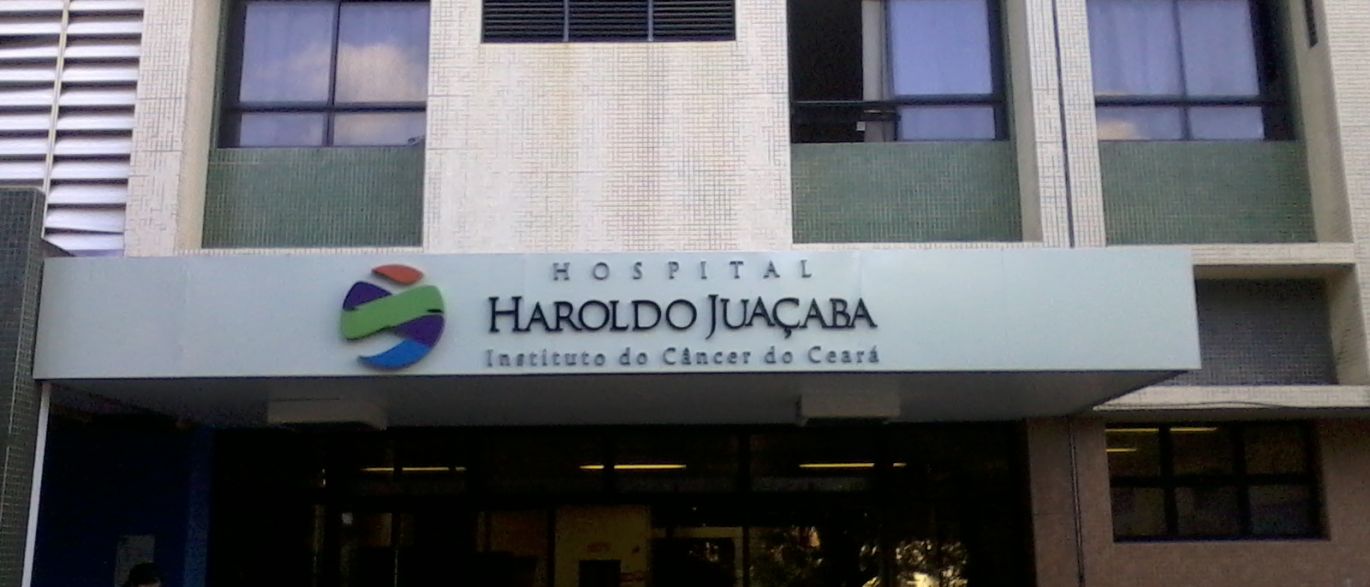 HOSPITAL
HAROLDO JUAÇABA
Instituto do Câncer do Ceará